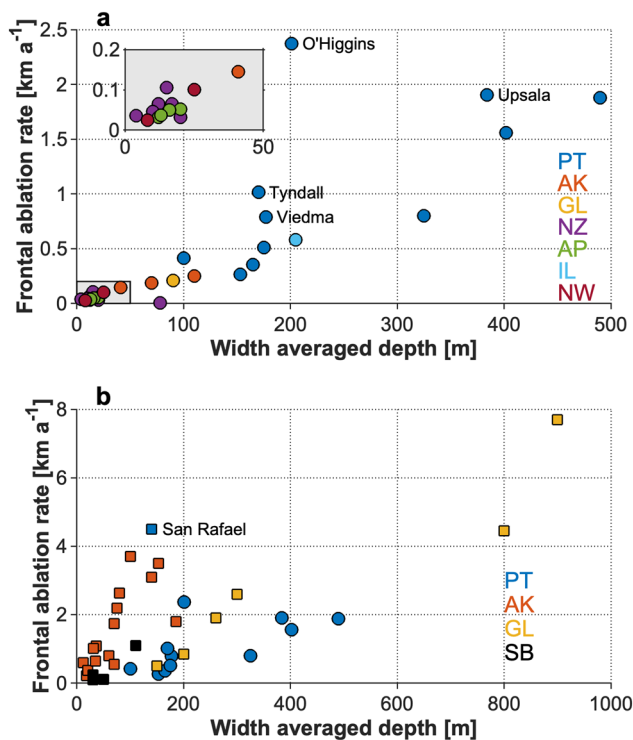 a
Frontal ablation rate [km a-1]
2.5
2
1.5
1
0.5
0
0.2
0.1
0
0
50
O'Higgins
Upsala
Tyndall
Viedma
PT
AK
GL
NZ
AP
IL
NW
0
100
200
300
400
500
Width averaged depth [m]
b
Frontal ablation rate [km a-1]
8
6
4
2
0
San Rafael
PT
AK
GL
SB
0
200
400
600
800
1000
Width averaged depth [m]